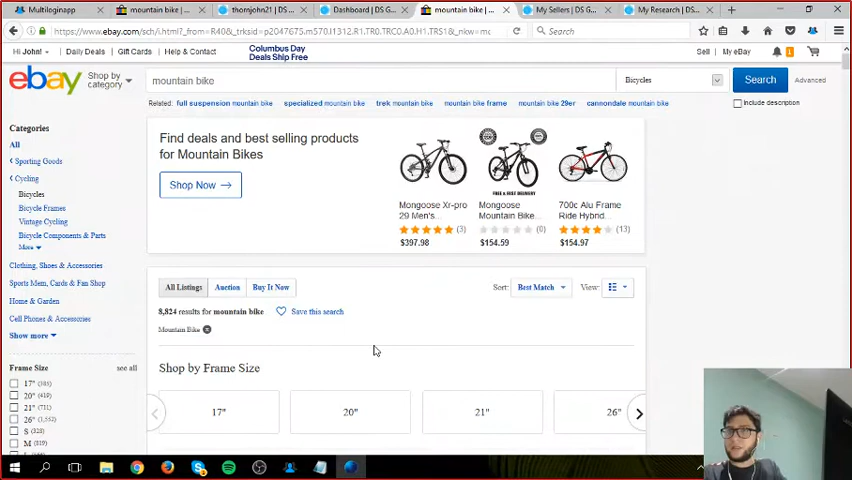 Multiloginapp
mountain bike | ...
thornjohn21 | DS ...
Dashboard | DS G...
mountain bike | ...
My Sellers | DS G...
My Research | DS...
https://www.ebay.com/sch/i.html?_from=R40&_trksid=p2047675.m570.l1312.R1.TR0.TRC0.A0.H1.TRS1&_nkw=mo
Search
Hi John!
Daily Deals
Gift Cards
Help & Contact
Columbus Day
Deals Ship Free
Sell
My eBay
1
ebay
Shop by
category
mountain bike
Bicycles
Search
Advanced
Related: full suspension mountain bike specialized mountain bike trek mountain bike mountain bike frame mountain bike 29er cannondale mountain bike
Include description
Categories
All
Sporting Goods
Cycling
Bicycles
Bicycle Frames
Vintage Cycling
Bicycle Components & Parts
More
Clothing, Shoes & Accessories
Sports Mem, Cards & Fan Shop
Home & Garden
Cell Phones & Accessories
Show more
Frame Size
see all
17"
20" (419)
21" (711)
26" (3,552)
S (328)
M (819)
Find deals and best selling products
for Mountain Bikes
Shop Now
FREE & FAST DELIVERY
Mongoose Xr-pro
29 Men's...
(3)
$397.98
Mongoose
Mountain Bike...
(0)
$154.59
700c Alu Frame
Ride Hybrid...
(13)
$154.97
All Listings
Auction
Buy It Now
Sort: Best Match
View:
8,824 results for mountain bike
Save this search
Mountain Bike
Shop by Frame Size
17"
20"
21"
26"